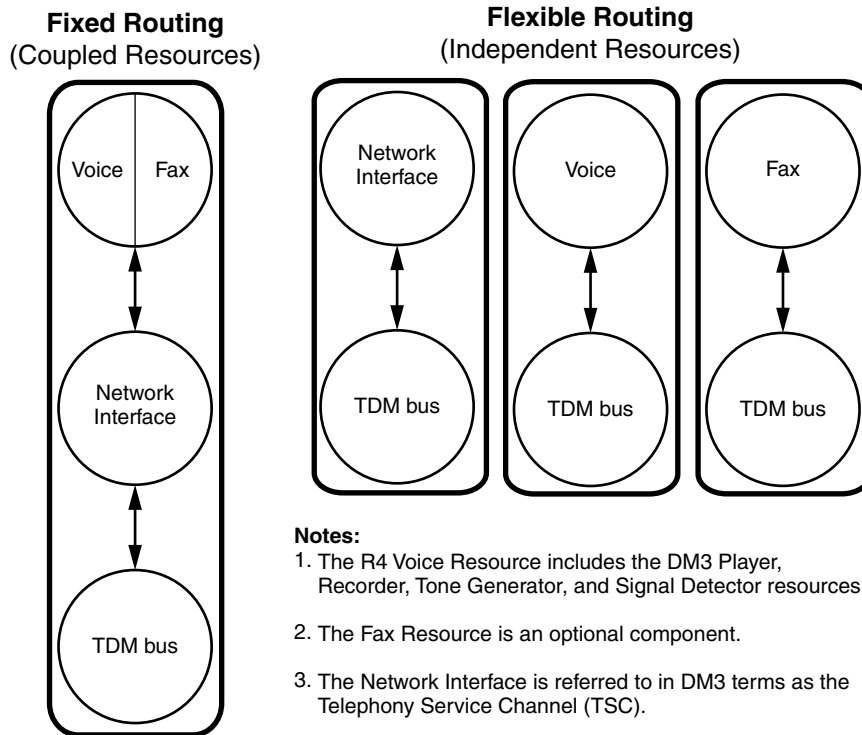 Fixed Routing
(Coupled Resources)
Voice
Fax
Network
Interface
TDM bus
Flexible Routing
(Independent Resources)
Network
Interface
TDM bus
Voice
TDM bus
Fax
TDM bus
Notes:
1. The R4 Voice Resource includes the DM3 Player,
Recorder, Tone Generator, and Signal Detector resources
2. The Fax Resource is an optional component.
3. The Network Interface is referred to in DM3 terms as the
Telephony Service Channel (TSC).